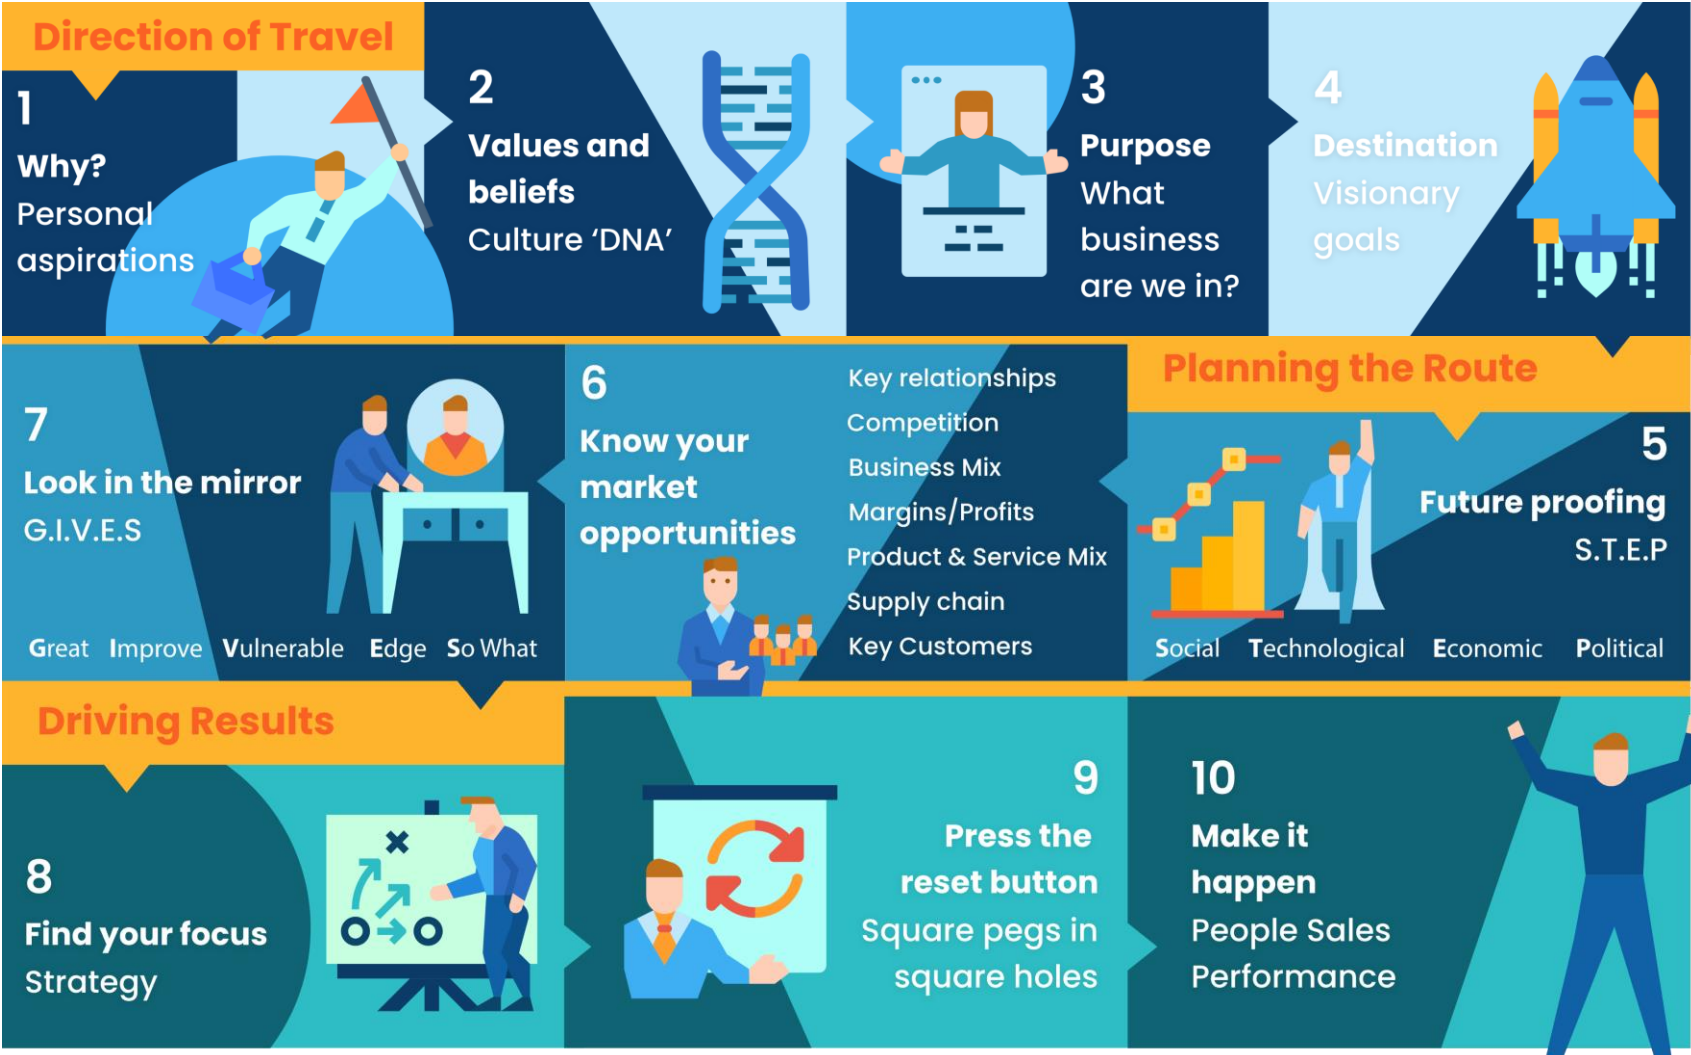 Direction of Travel
1
Why?
Personal
aspirations
2
Values and
beliefs
Culture ‘DNA’
3
Purpose
What
business
are we in?
4
Destination
Visionary
goals
Planning the Route
5
Future proofing
S.T.E.P
Social Technological Economic Political
6
Know your
market
opportunities
Key relationships
Competition
Business Mix
Margins/Profits
Product & Service Mix
Supply chain
Key Customers
7
Look in the mirror
G.I.V.E.S
Great Improve Vulnerable Edge So What
Driving Results
8
Find your focus
Strategy
9
Press the
reset button
Square pegs in
square holes
10
Make it
happen
People Sales
Performance